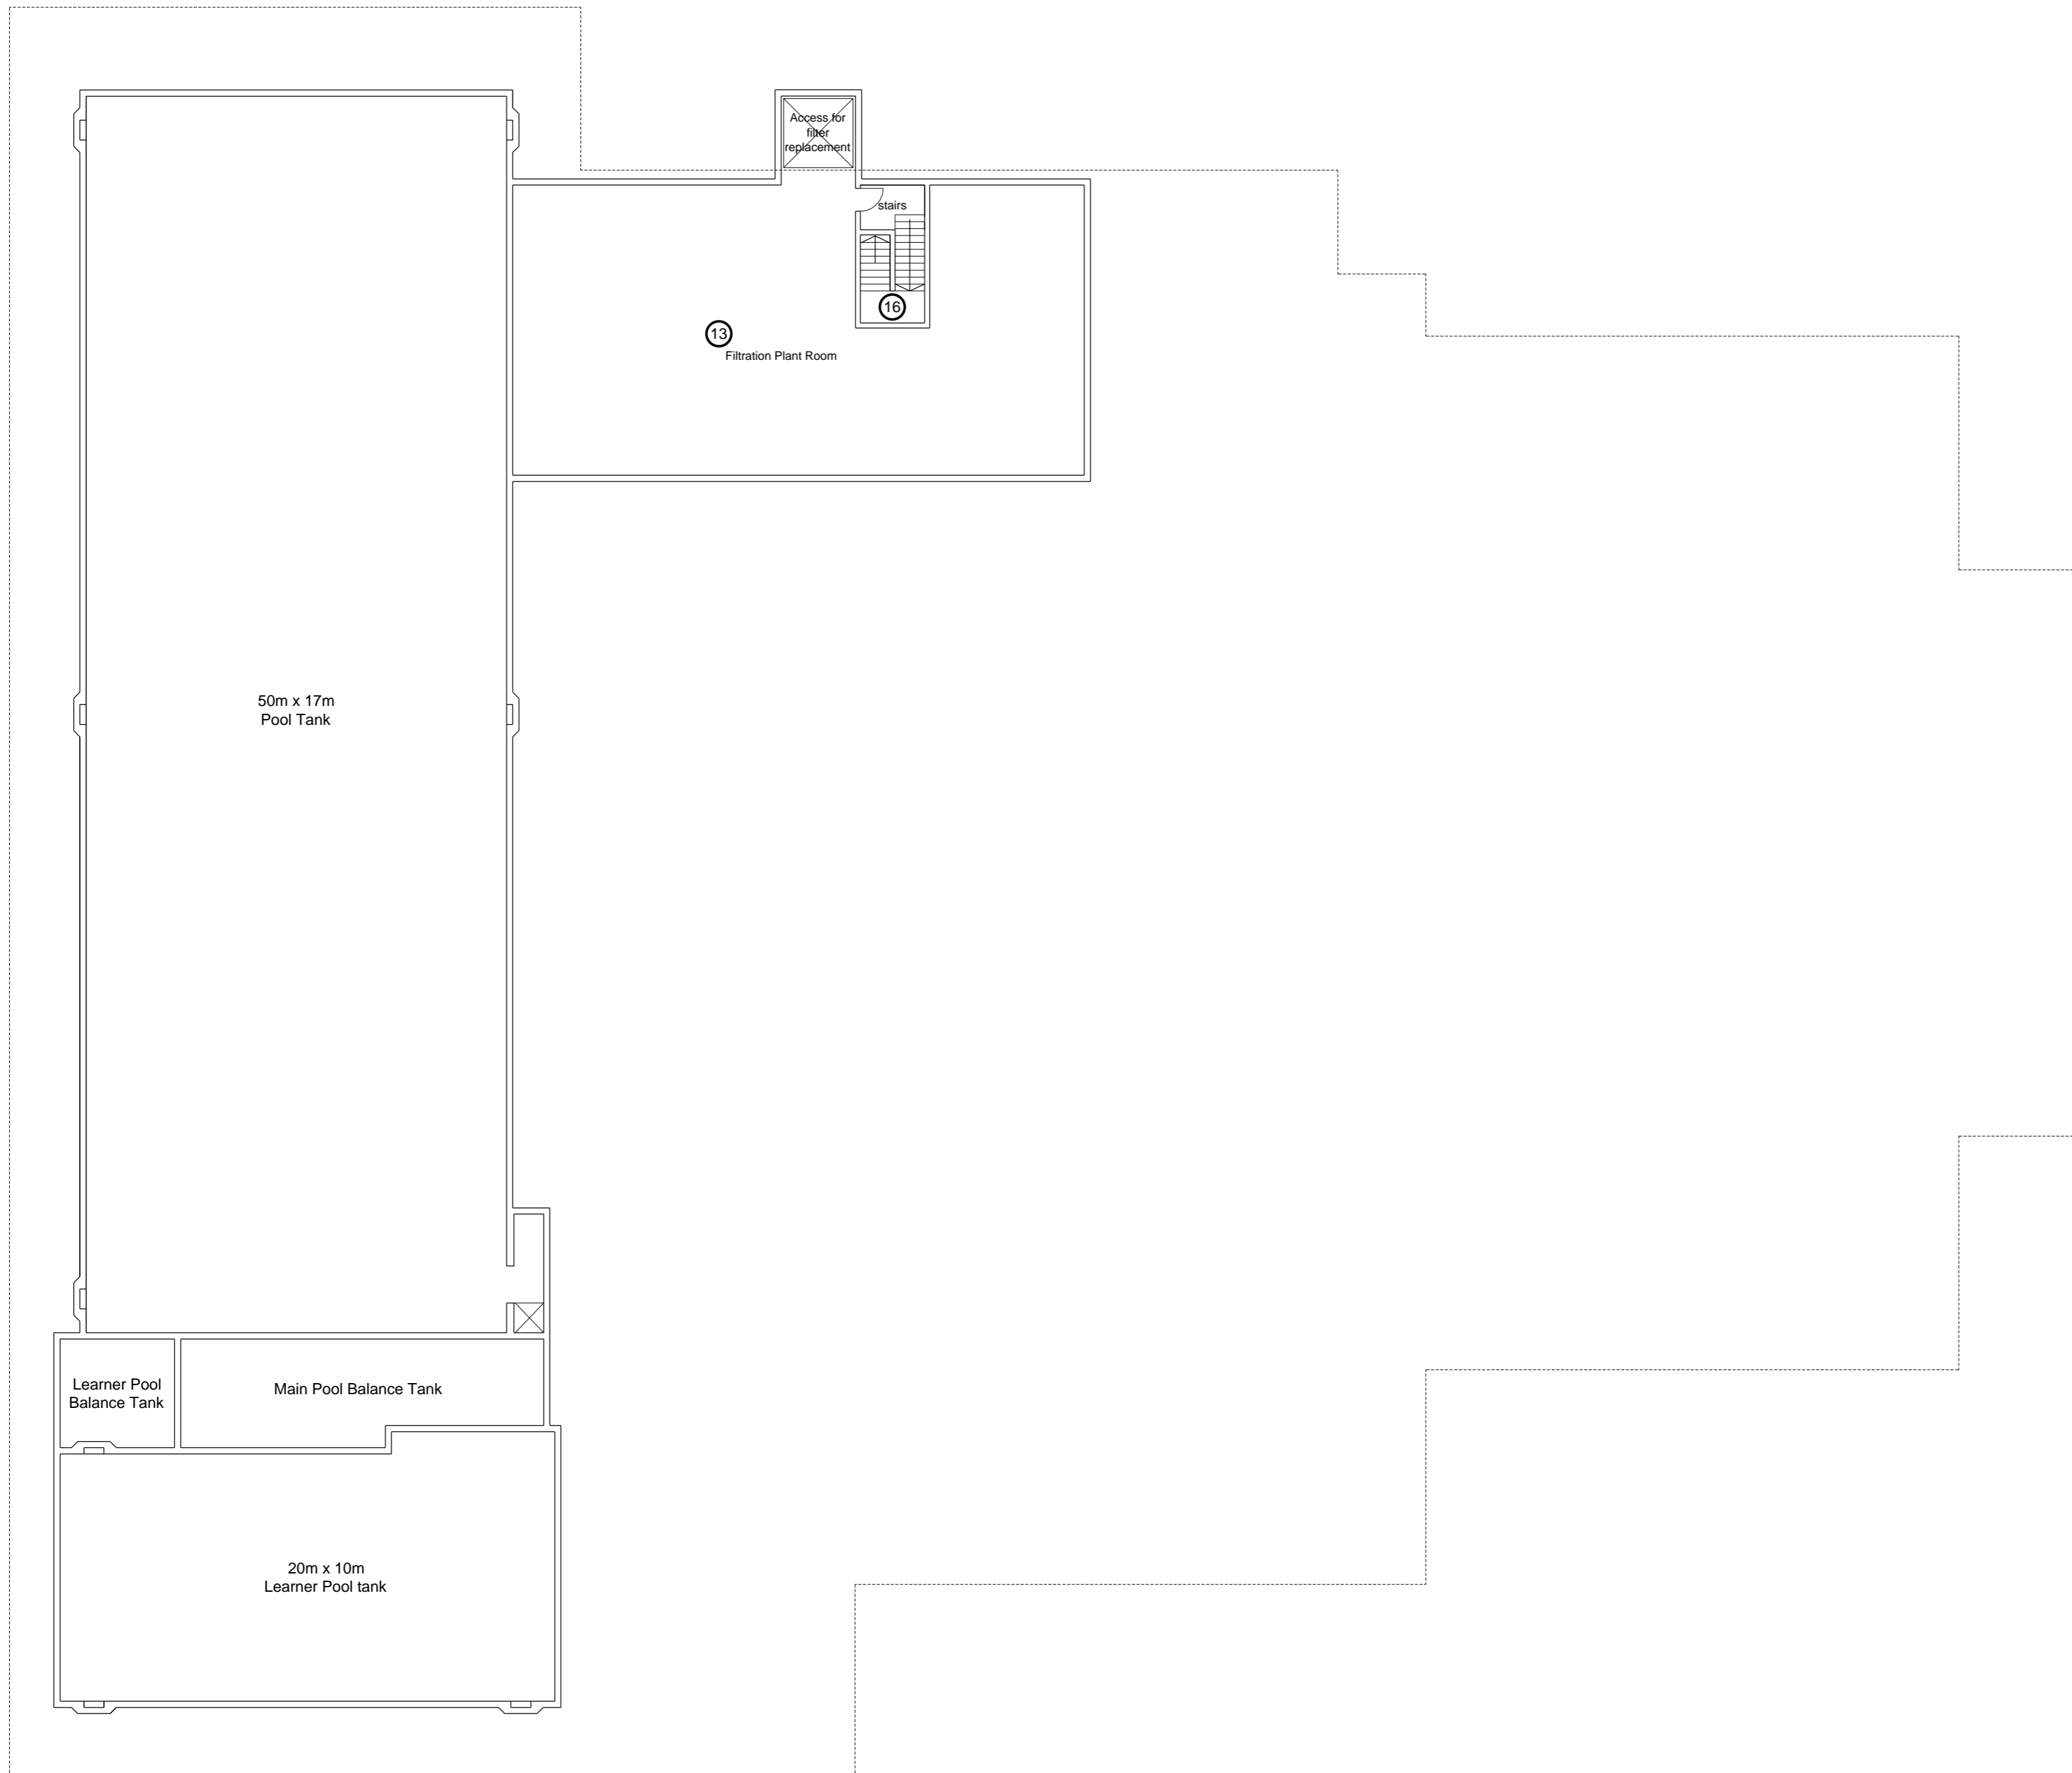 Access for
filter
replacement
stairs
16
13
Filtration Plant Room
50m x 17m
Pool Tank
Learner Pool
Balance Tank
Main Pool Balance Tank
20m x 10m
Learner Pool tank